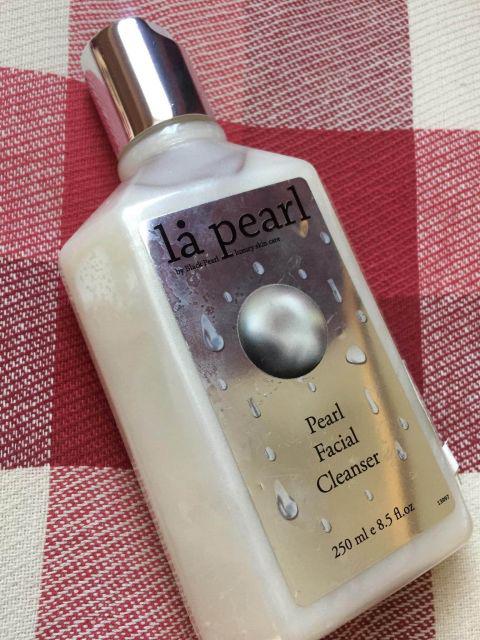 là pearl
by Black Pearl luxury skin care
Pearl
Facial
Cleanser
250 ml e 8.5 fl.oz